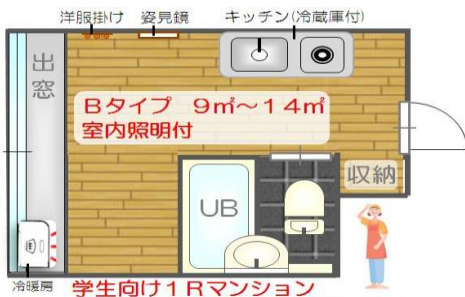 洋服掛け 姿見鏡 キッチン(冷蔵庫付)
出窓
Bタイプ 9㎡～14㎡
室内照明付
収納
UB
冷暖房
学生向け1Rマンション